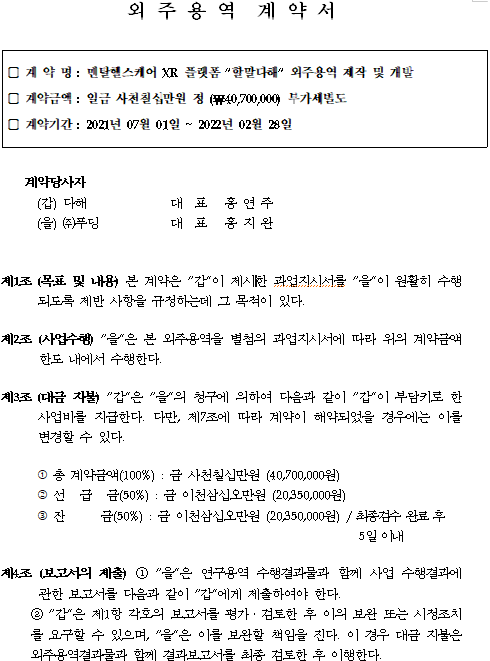 외 주 용 역 계 약 서
□ 계 약 명 : 멘탈헬스케어 XR 플랫폼 "할말다해" 외주용역 제작 및 개발
□ 계약금액 : 일금 사천칠십만원 정 (₩40,700,000) 부가세별도
□ 계약기간 : 2021년 07월 01일 ~ 2022년 02월 28일
계약당사자
(갑) 다해 대 표 홍 연 주
(을) ㈜푸딩 대 표 홍 지 완
제1조 (목표 및 내용) 본 계약은 "갑"이 제시한 과업지시서를 "을"이 원활히 수행
되도록 제반 사항을 규정하는데 그 목적이 있다.
제2조 (사업수행) "을"은 본 외주용역을 별첨의 과업지시서에 따라 위의 계약금액
한도 내에서 수행한다.
제3조 (대금 지불) "갑"은 "을"의 청구에 의하여 다음과 같이 "갑"이 부담키로 한
사업비를 지급한다. 다만, 제7조에 따라 계약이 해약되었을 경우에는 이를
변경할 수 있다.
① 총 계약금액(100%) : 금 사천칠십만원 (40,700,000원)
② 선 급 금(50%) : 금 이천삼십오만원 (20,350,000원)
③ 잔 금(50%) : 금 이천삼십오만원 (20,350,000원) / 최종검수 완료 후
5일 이내
제4조 (보고서의 제출) ① "을"은 연구용역 수행결과물과 함께 사업 수행결과에
관한 보고서를 다음과 같이 "갑"에게 제출하여야 한다.
② "갑"은 제1항 각호의 보고서를 평가·검토한 후 이의 보완 또는 시정조치
를 요구할 수 있으며, "을"은 이를 보완할 책임을 진다. 이 경우 대금 지불은
외주용역결과물과 함께 결과보고서를 최종 검토한 후 이행한다.